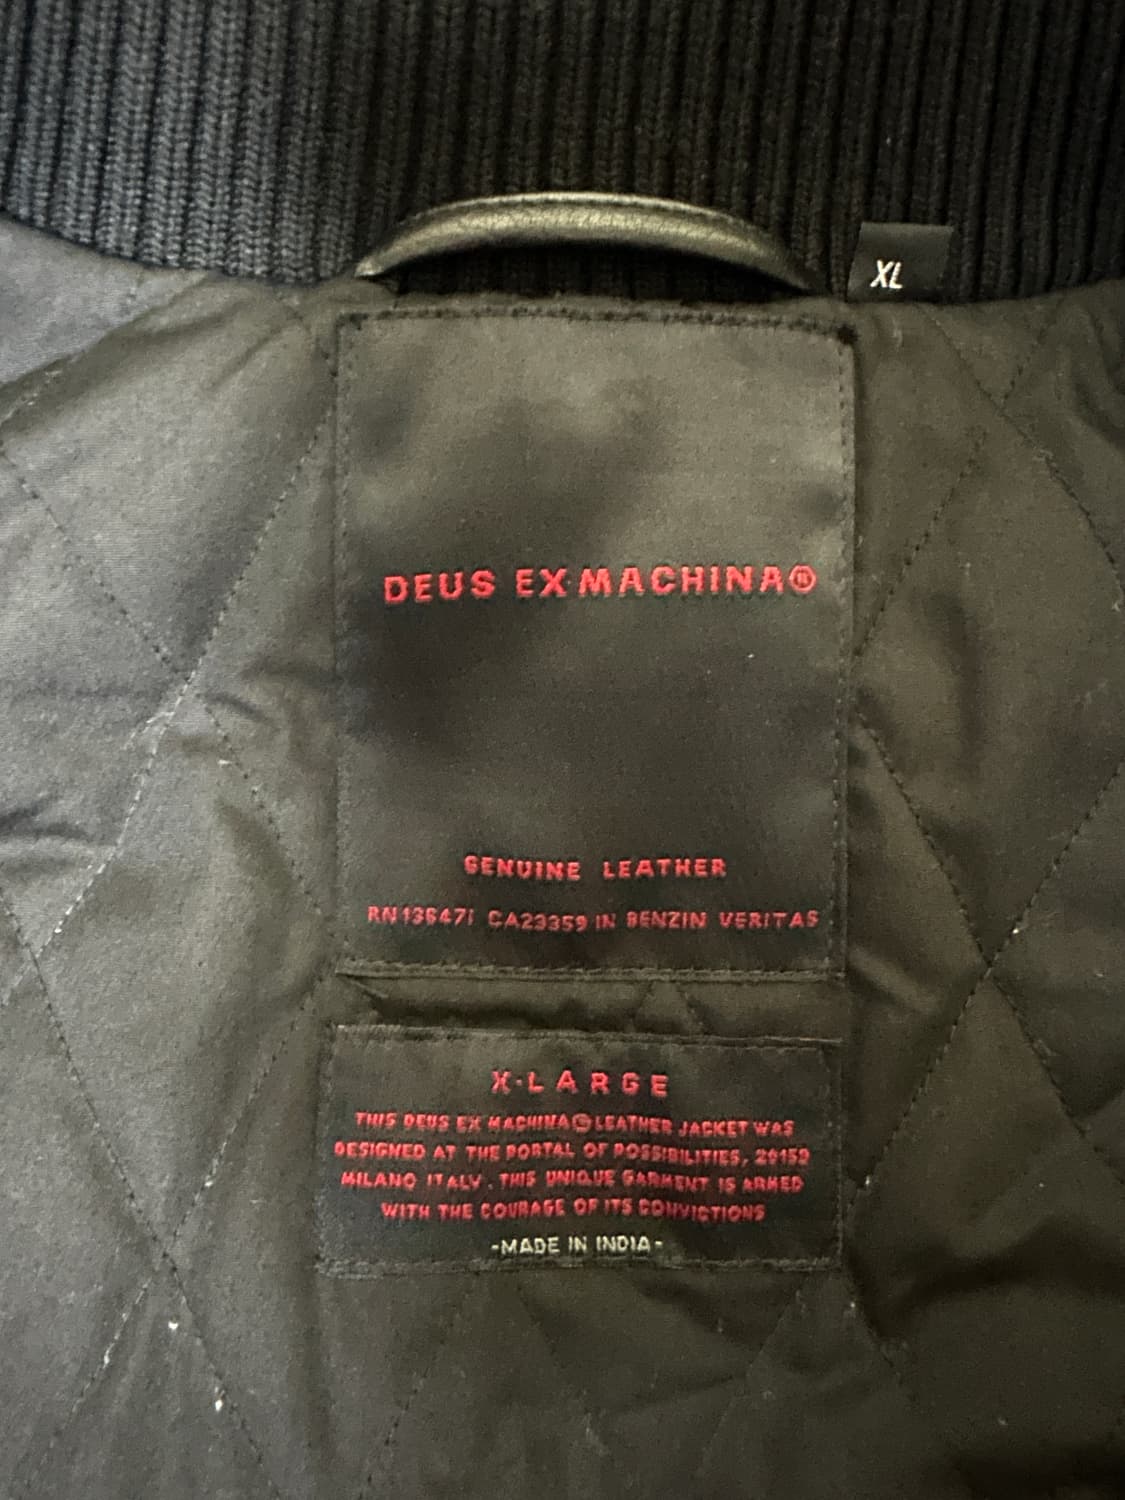 XL
DEUS EX MACHINA®
GENUINE LEATHER
RN136471 CA23359 IN BENZIN VERITAS
X-LARGE
THIS DEUS EX MACHINA® LEATHER JACKET WAS
DESIGNED AT THE PORTAL OF POSSIBILITIES, 20159
MILANO ITALY. THIS UNIQUE GARMENT IS ARMED
WITH THE COURAGE OF ITS CONVICTIONS
-MADE IN INDIA-